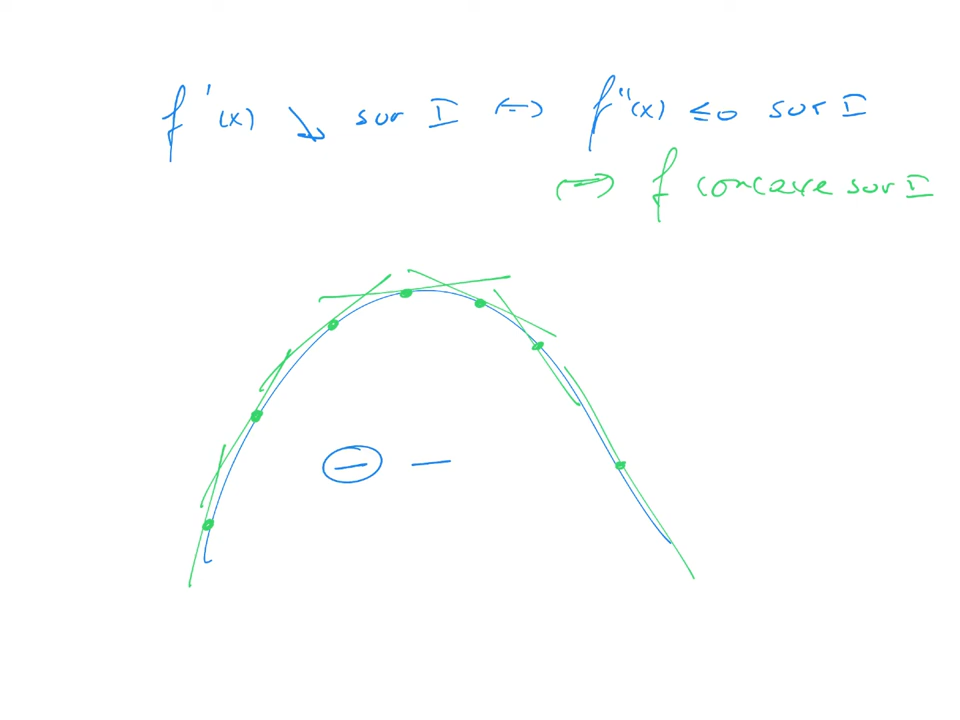 f'(x) ↘ sur I ⟷ f''(x) ≤0 sur I
⟷ f concave sur I
⊖ −